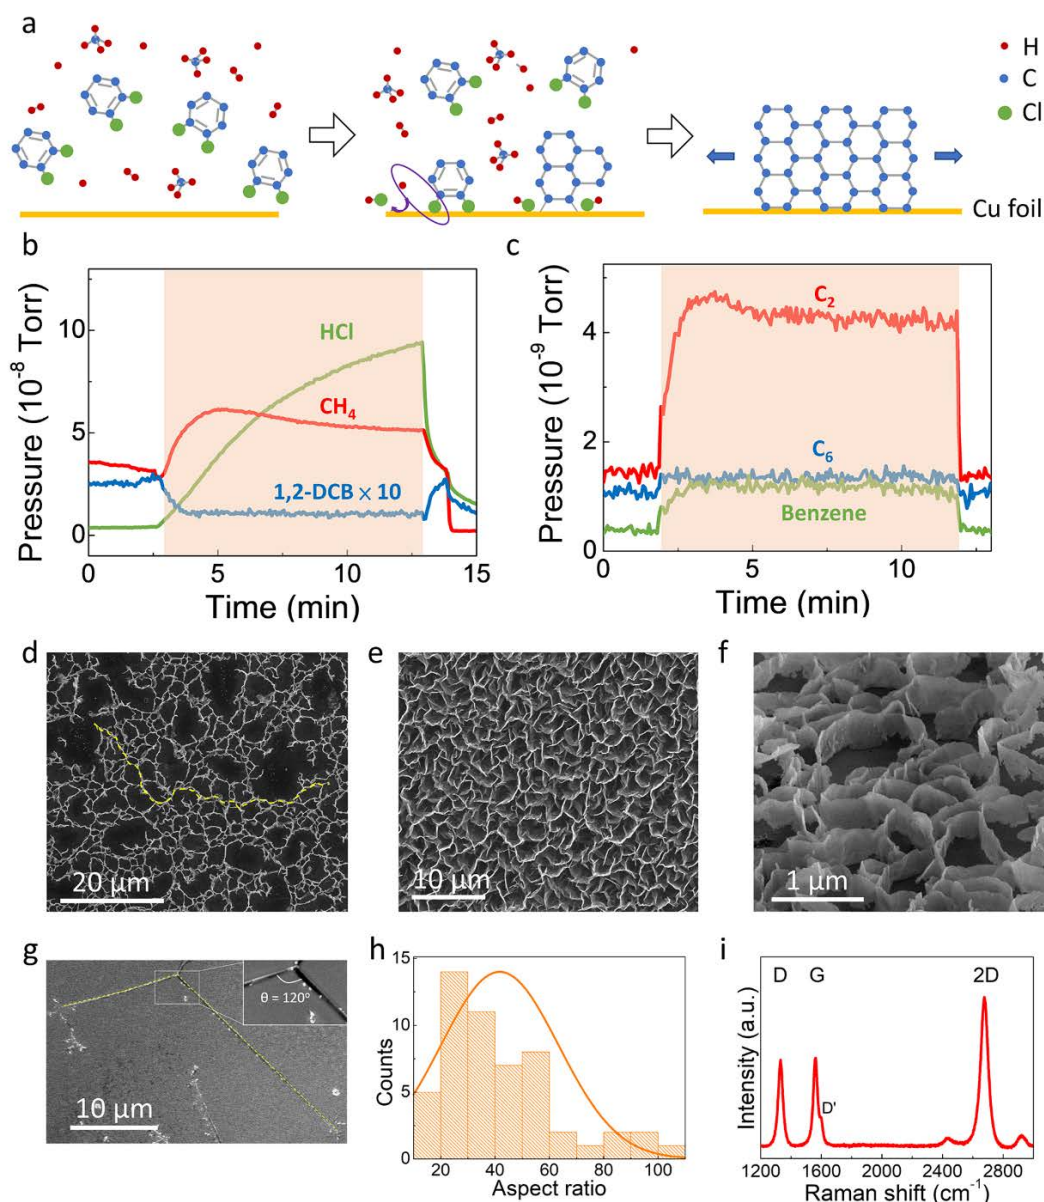 a
H
C
Cl
Cu foil
b
Pressure (10⁻⁸ Torr)
10
5
0
HCl
CH₄
1,2-DCB × 10
0 5 10 15
Time (min)
c
Pressure (10⁻⁹ Torr)
4
2
0
C₂
C₆
Benzene
0 5 10
Time (min)
d
20 μm
e
10 μm
f
1 μm
g
θ = 120°
10 μm
h
Counts
15
10
5
0
20 40 60 80 100
Aspect ratio
i
Intensity (a.u.)
D G 2D
D'
1200 1600 2000 2400 2800
Raman shift (cm⁻¹)